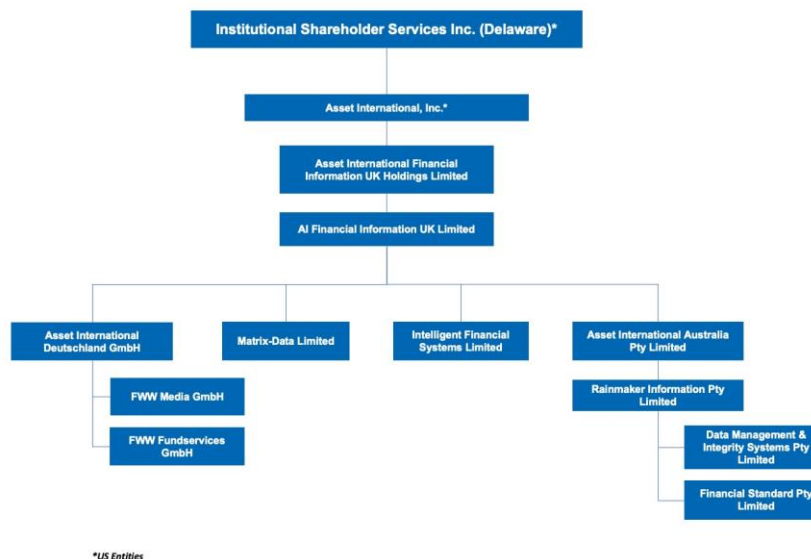 Institutional Shareholder Services Inc. (Delaware)*
Asset International, Inc.*
Asset International Financial
Information UK Holdings Limited
AI Financial Information UK Limited
Asset International
Deutschland GmbH
Matrix-Data Limited
Intelligent Financial
Systems Limited
Asset International Australia
Pty Limited
FWW Media GmbH
FWW Fundservices
GmbH
Rainmaker Information Pty
Limited
Data Management &
Integrity Systems Pty
Limited
Financial Standard Pty
Limited
*US Entities